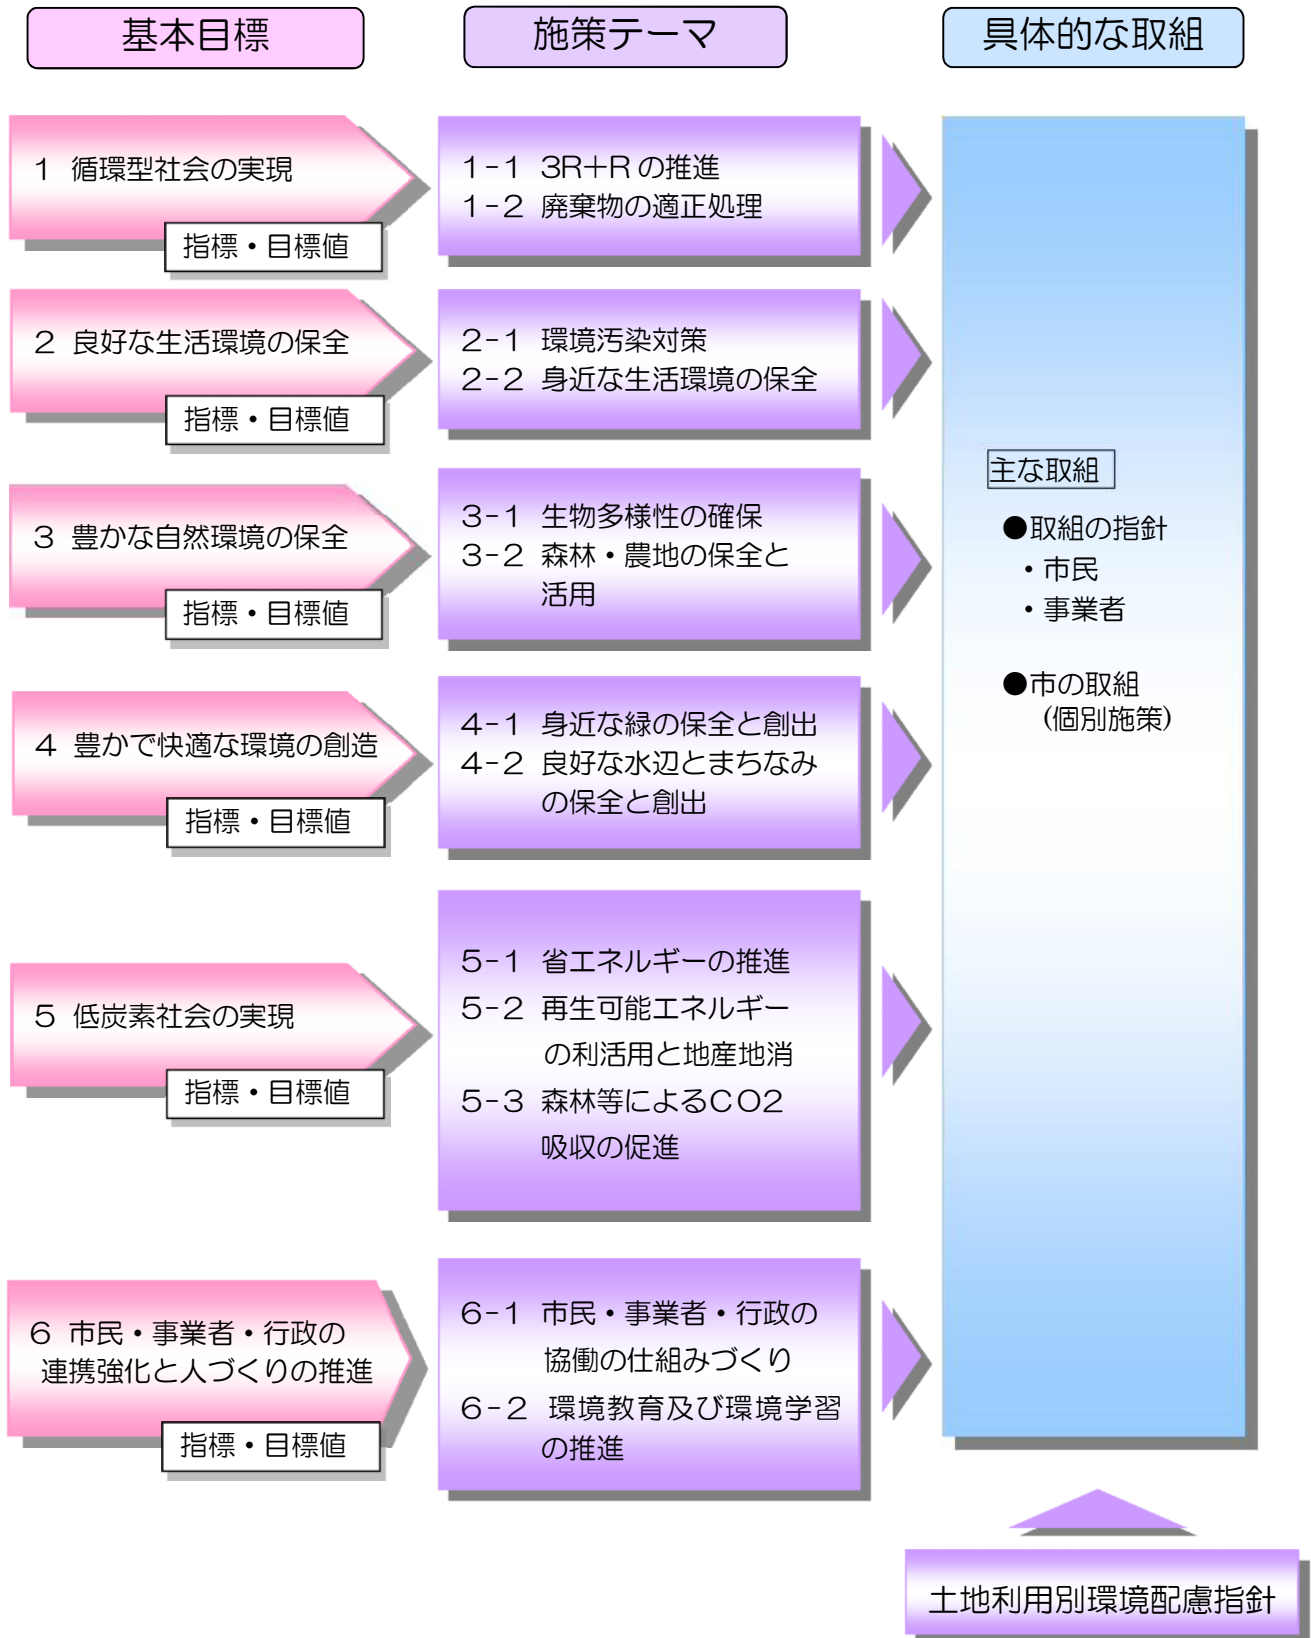 基本目標
施策テーマ
具体的な取組
1 循環型社会の実現
指標・目標値
1-1 3R+Rの推進
1-2 廃棄物の適正処理
2 良好な生活環境の保全
指標・目標値
2-1 環境汚染対策
2-2 身近な生活環境の保全
3 豊かな自然環境の保全
指標・目標値
3-1 生物多様性の確保
3-2 森林・農地の保全と
活用
4 豊かで快適な環境の創造
指標・目標値
4-1 身近な緑の保全と創出
4-2 良好な水辺とまちなみ
の保全と創出
5 低炭素社会の実現
指標・目標値
5-1 省エネルギーの推進
5-2 再生可能エネルギー
の利活用と地産地消
5-3 森林等によるCO2
吸収の促進
6 市民・事業者・行政の
連携強化と人づくりの推進
指標・目標値
6-1 市民・事業者・行政の
協働の仕組みづくり
6-2 環境教育及び環境学習
の推進
主な取組
●取組の指針
・市民
・事業者
●市の取組
(個別施策)
土地利用別環境配慮指針